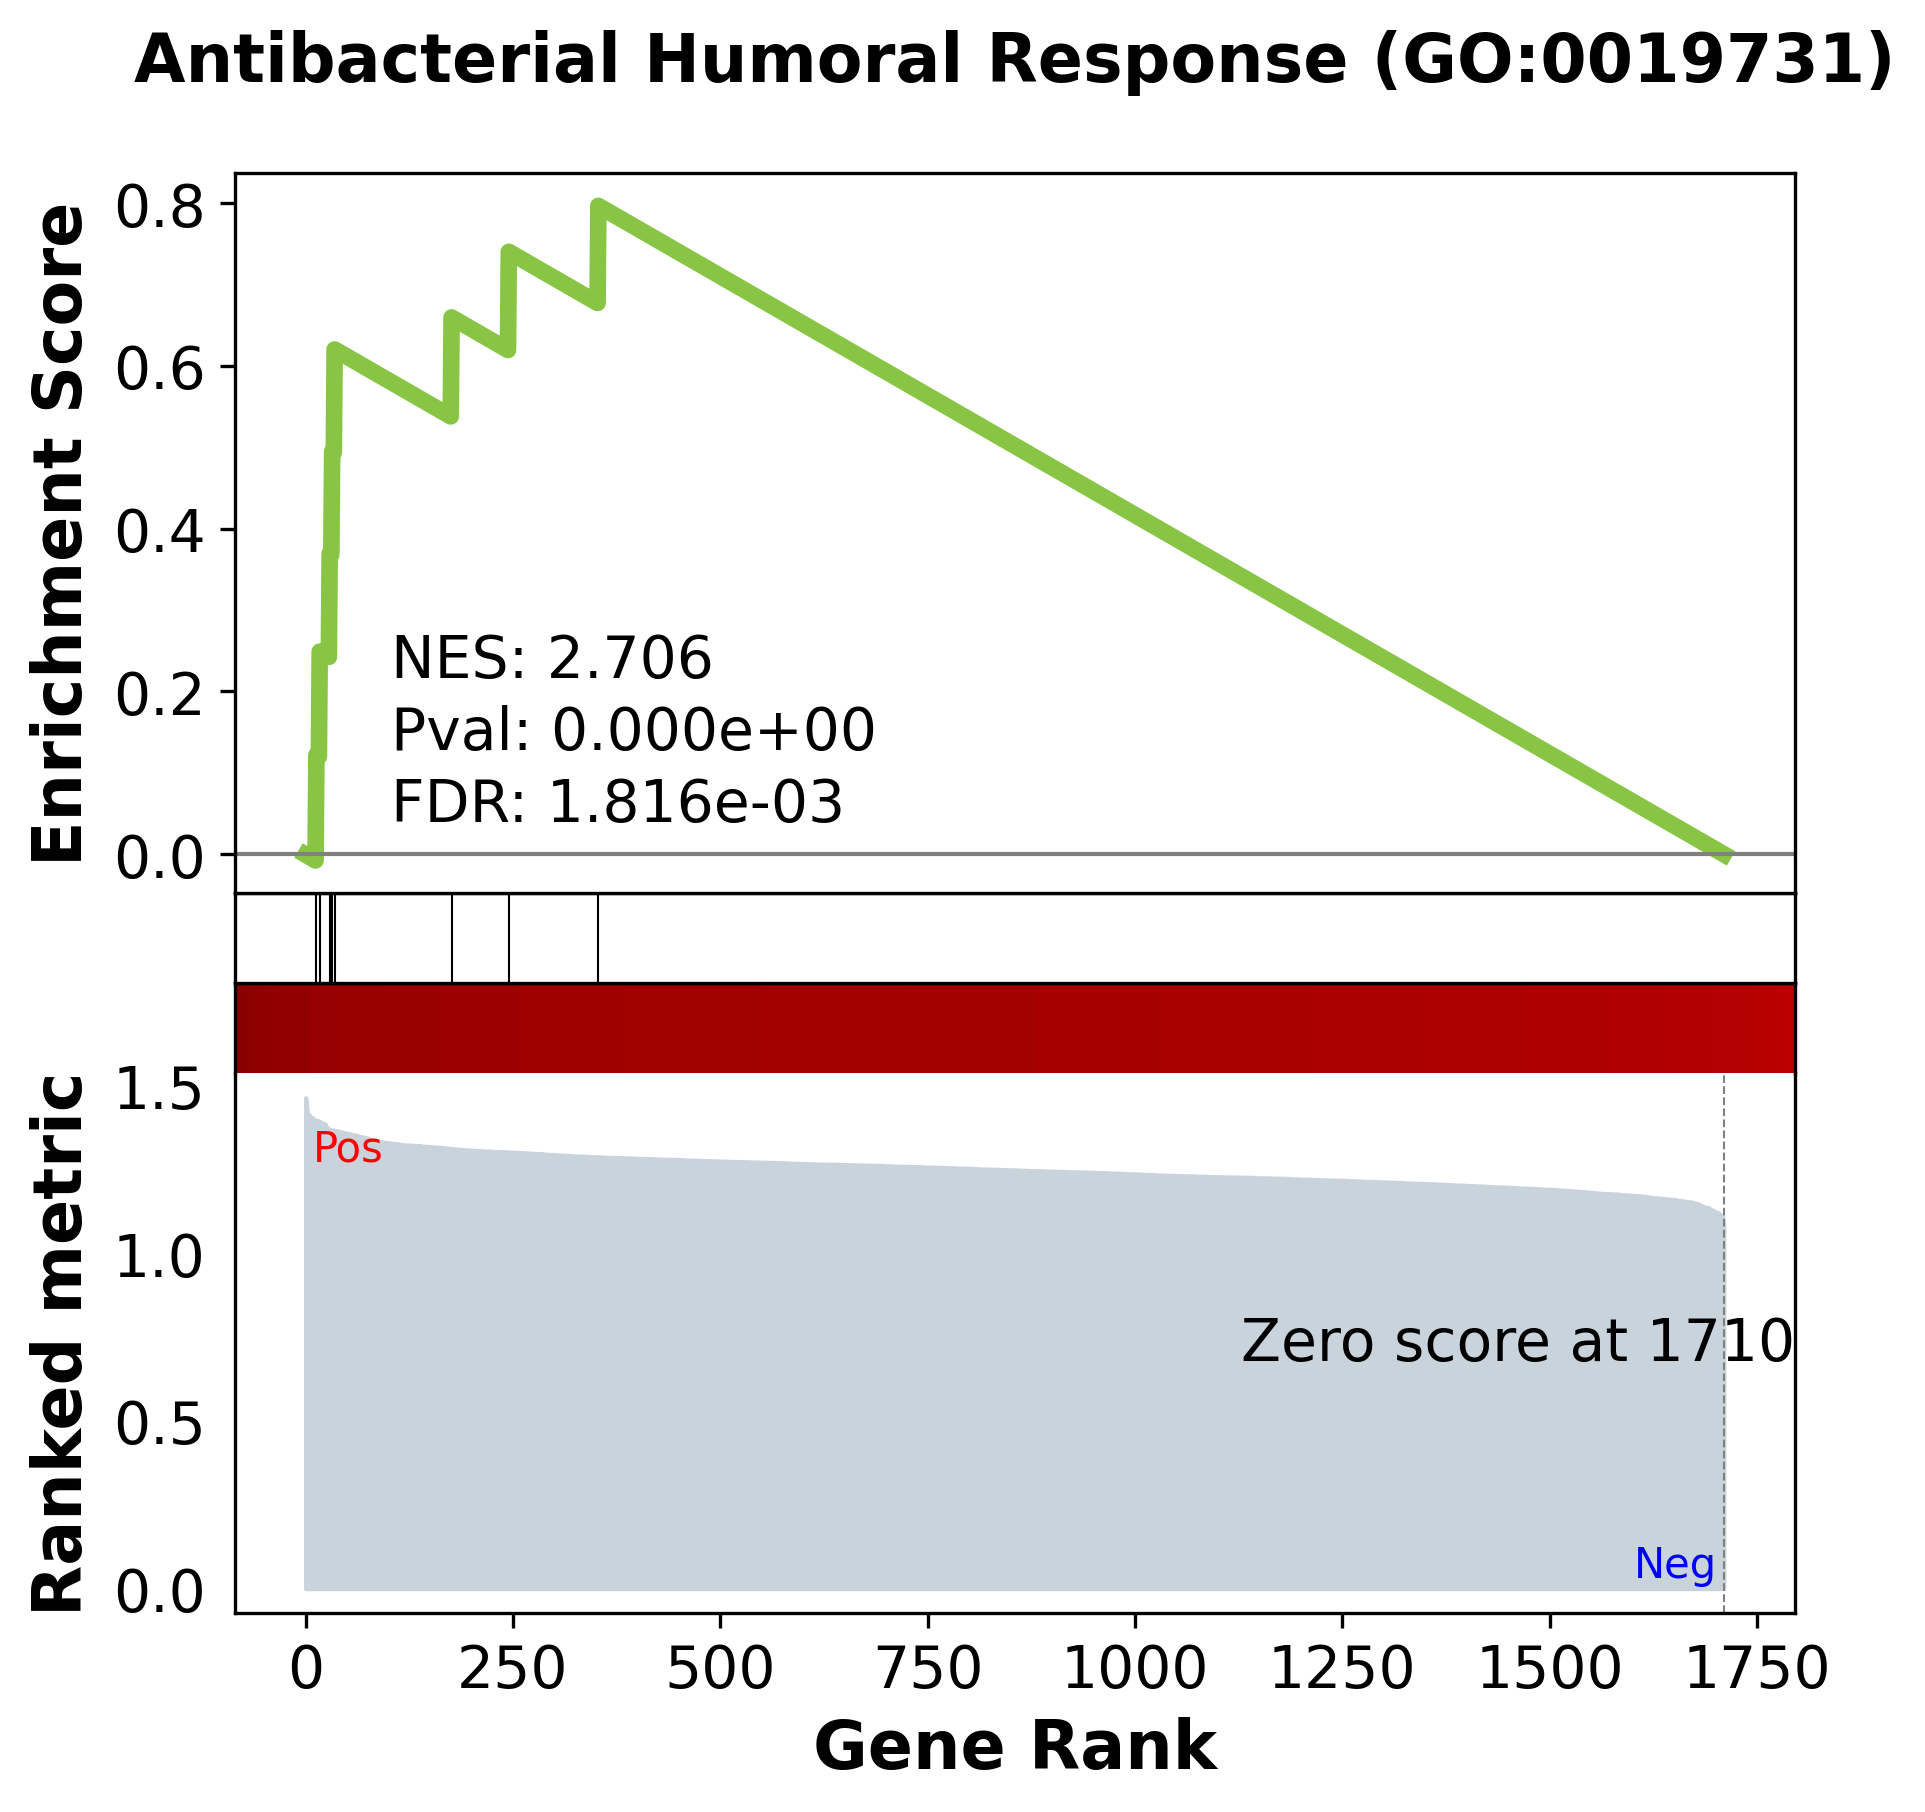 Antibacterial Humoral Response (GO:0019731)
Enrichment Score
0.8
0.6
0.4
0.2
0.0
NES: 2.706
Pval: 0.000e+00
FDR: 1.816e-03
Ranked metric
1.5
1.0
0.5
0.0
Pos
Zero score at 1710
Neg
0 250 500 750 1000 1250 1500 1750
Gene Rank